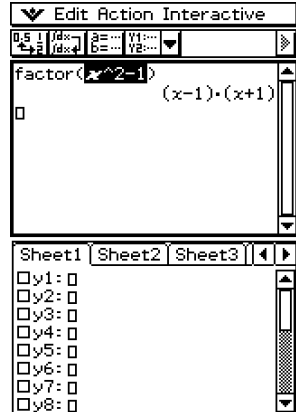 Edit Action Interactive
factor(x^2-1)
(x-1)·(x+1)
Sheet1 Sheet2 Sheet3
y1:
y2:
y3:
y4:
y5:
y6:
y7:
y8: